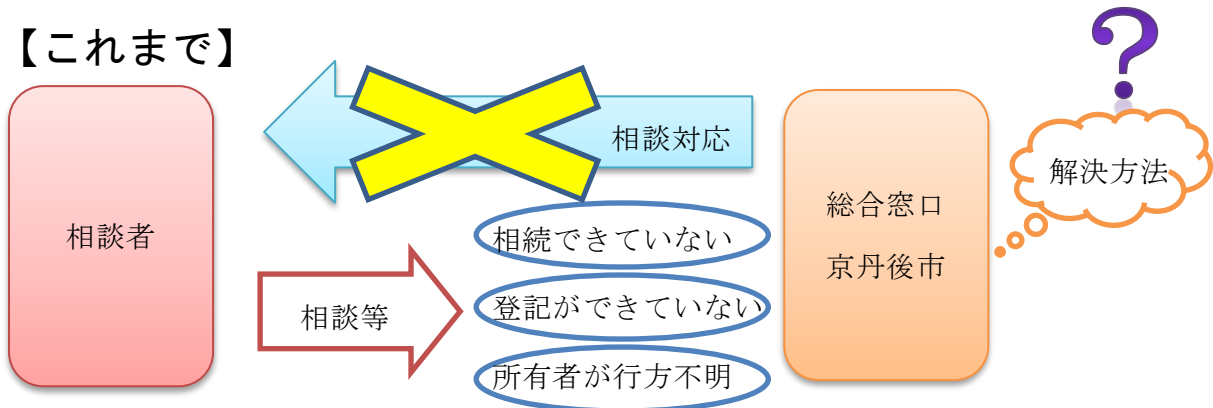 【これまで】
?
相談対応
解決方法
相談者
相続できていない
総合窓口
京丹後市
登記ができていない
相談等
所有者が行方不明